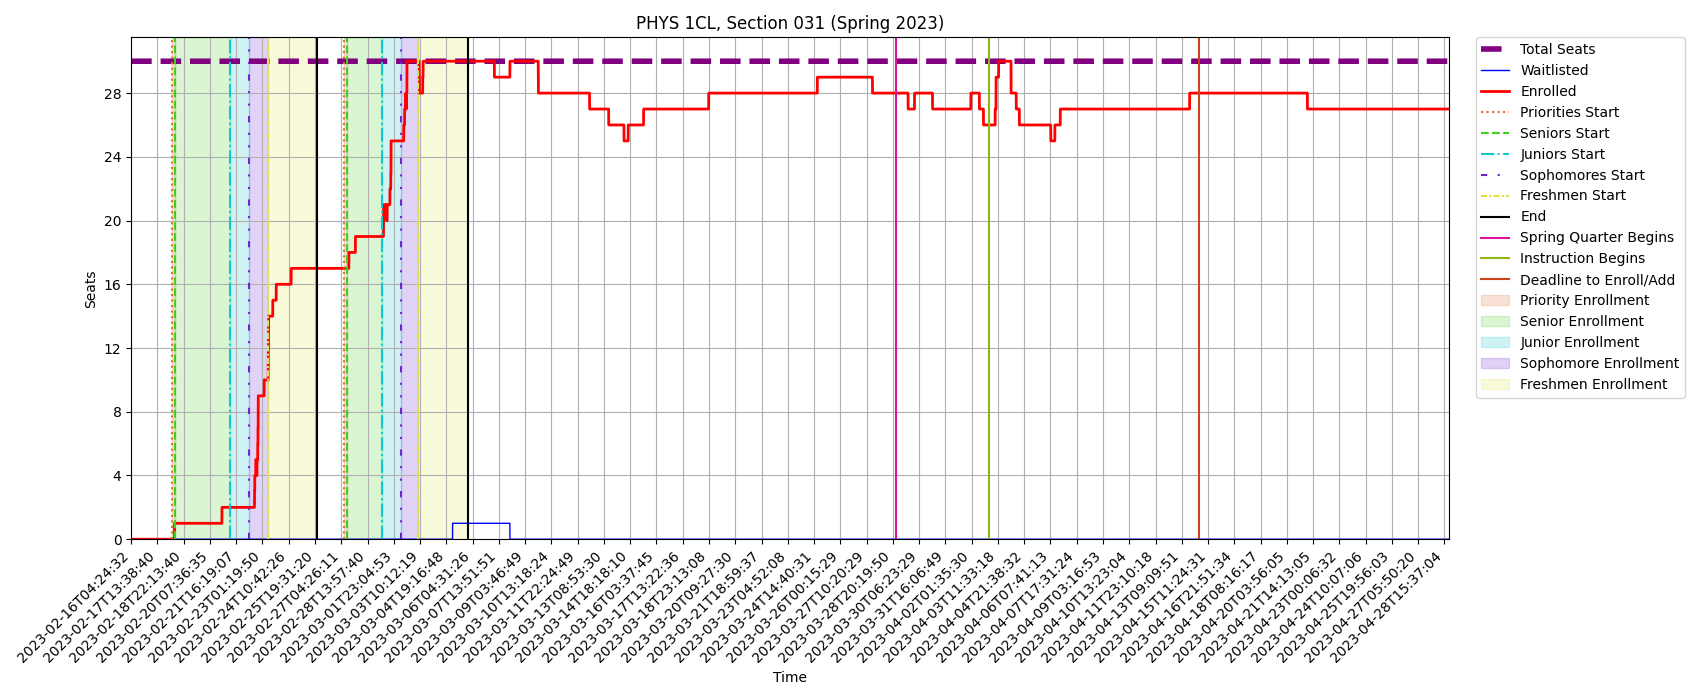 PHYS 1CL, Section 031 (Spring 2023)
Total Seats
Waitlisted
Enrolled
Priorities Start
Seniors Start
Juniors Start
Sophomores Start
Freshmen Start
End
Spring Quarter Begins
Instruction Begins
Deadline to Enroll/Add
Priority Enrollment
Senior Enrollment
Junior Enrollment
Sophomore Enrollment
Freshmen Enrollment
Seats
28
24
20
16
12
8
4
0
2023-02-16T04:24:32
2023-02-17T13:38:40
2023-02-18T22:13:40
2023-02-20T07:36:35
2023-02-21T16:19:07
2023-02-23T01:19:50
2023-02-24T10:42:26
2023-02-25T19:31:20
2023-02-27T04:26:11
2023-02-28T13:57:40
2023-03-01T23:04:53
2023-03-03T10:12:19
2023-03-04T19:16:48
2023-03-06T04:31:26
2023-03-07T13:51:51
2023-03-09T03:46:49
2023-03-10T13:18:24
2023-03-11T22:24:49
2023-03-13T08:53:30
2023-03-14T18:18:10
2023-03-16T03:37:45
2023-03-17T13:22:36
2023-03-18T22:13:08
2023-03-20T09:27:30
2023-03-21T18:59:37
2023-03-23T04:52:08
2023-03-24T14:40:31
2023-03-26T00:15:29
2023-03-27T10:20:29
2023-03-28T20:19:50
2023-03-30T06:23:29
2023-03-31T16:06:49
2023-04-02T01:35:30
2023-04-03T11:33:18
2023-04-04T21:38:32
2023-04-06T07:41:13
2023-04-07T17:31:24
2023-04-09T03:16:53
2023-04-10T13:23:04
2023-04-11T23:10:18
2023-04-13T09:09:51
2023-04-15T11:24:31
2023-04-16T21:51:34
2023-04-18T08:16:17
2023-04-20T03:56:05
2023-04-21T14:13:05
2023-04-23T00:06:32
2023-04-24T10:07:06
2023-04-25T19:56:03
2023-04-27T05:50:20
2023-04-28T15:37:04
Time